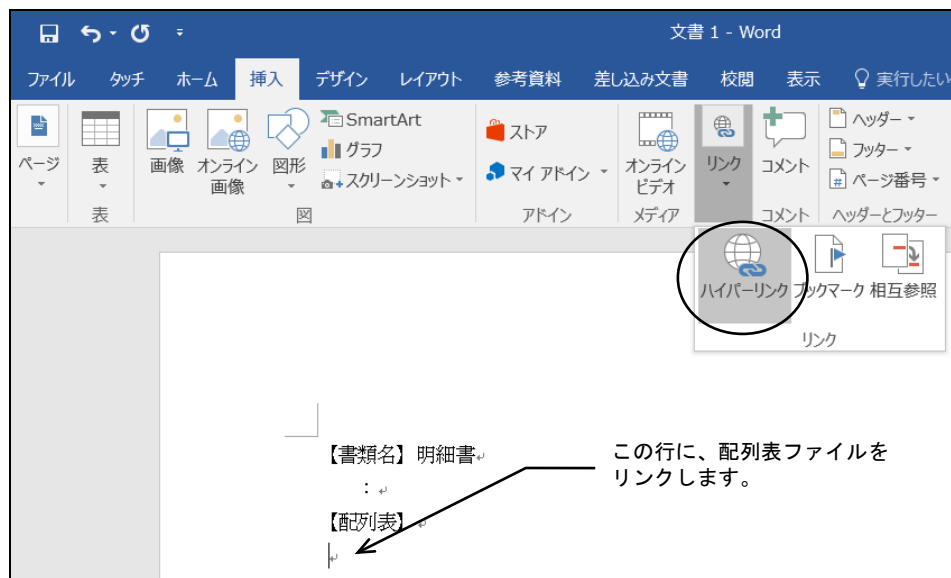 文書 1 - Word
ファイル タッチ ホーム 挿入 デザイン レイアウト 参考資料 差し込み文書 校閲 表示 実行したい
ページ 表 画像 オンライン画像 図形 SmartArt グラフ スクリーンショット ストア マイ アドイン オンラインビデオ リンク コメント ヘッダー フッター ページ番号
表 図 アドイン メディア コメント ヘッダーとフッター
ハイパーリンク ブックマーク 相互参照
リンク
【書類名】明細書
:
【配列表】
この行に、配列表ファイルを
リンクします。